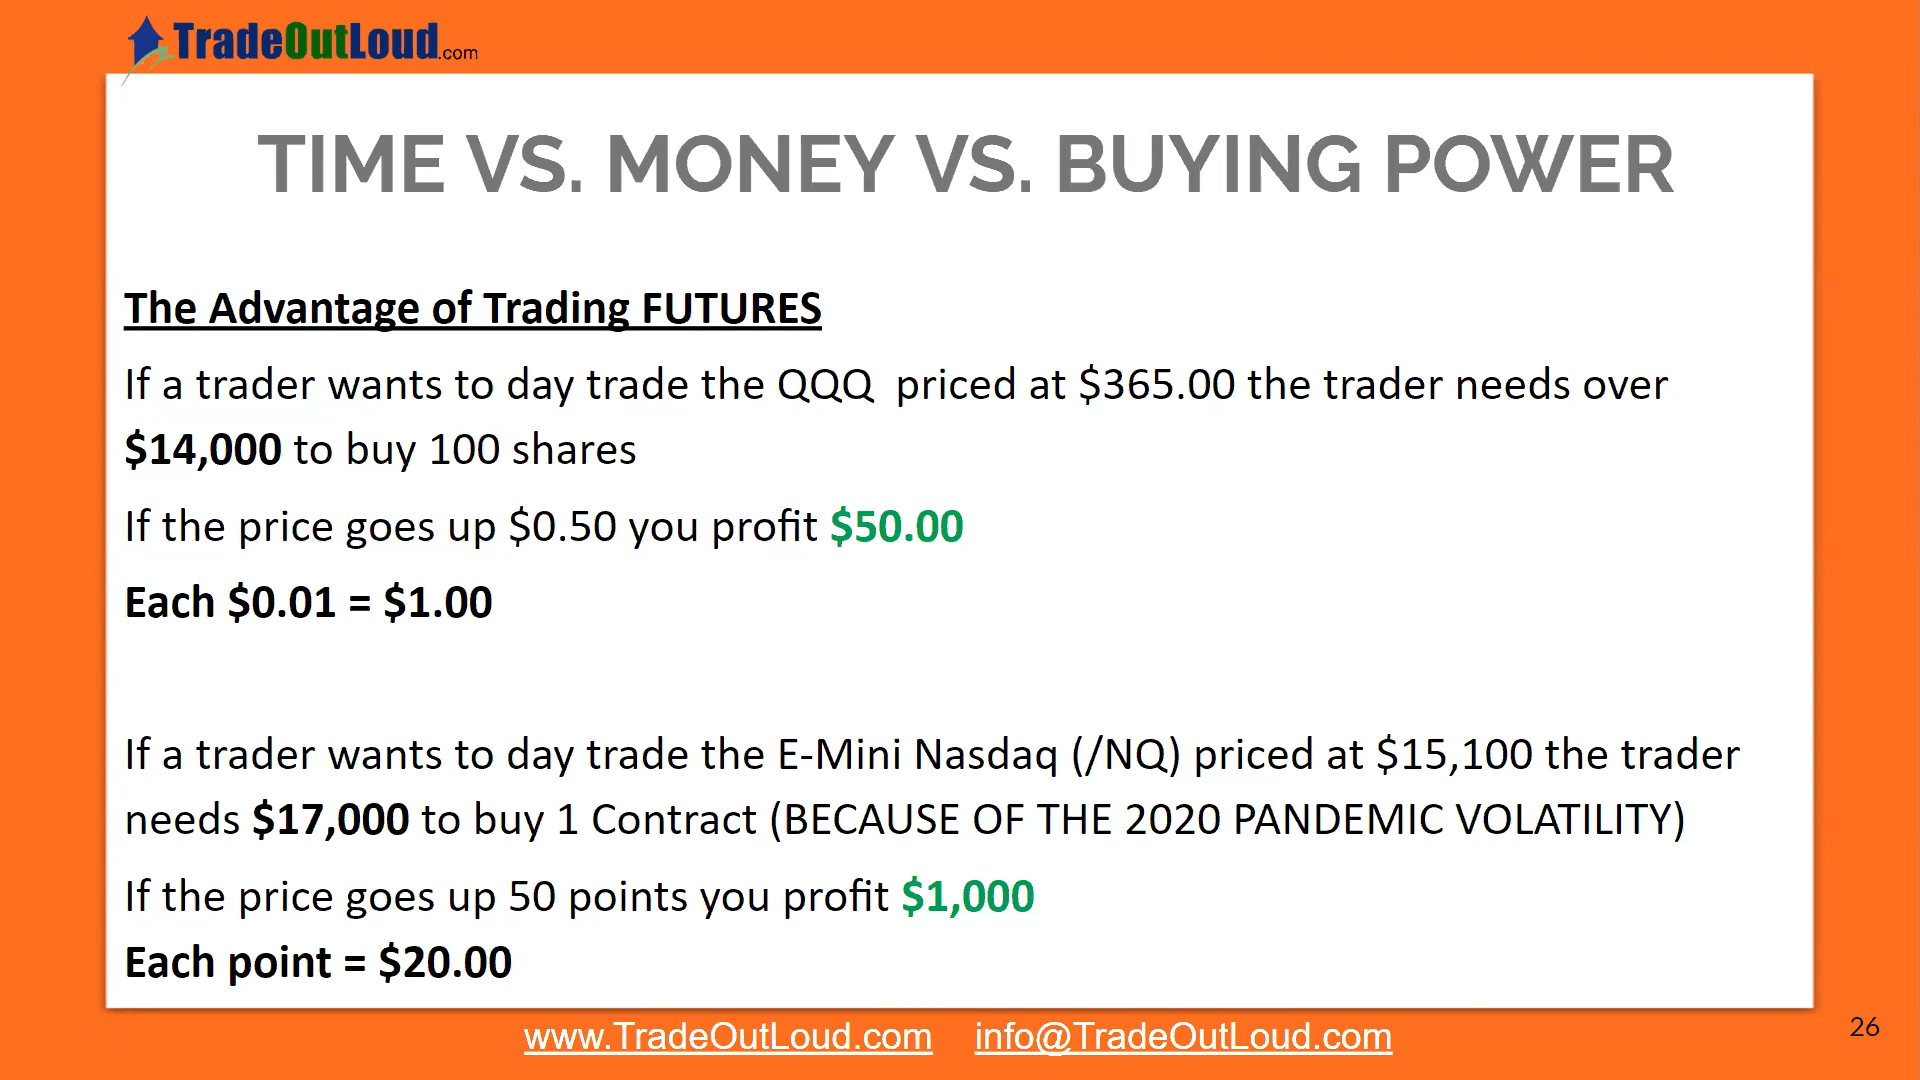 TradeOutLoud.com
TIME VS. MONEY VS. BUYING POWER
The Advantage of Trading FUTURES
If a trader wants to day trade the QQQ  priced at $365.00 the trader needs over
$14,000 to buy 100 shares
If the price goes up $0.50 you profit $50.00
Each $0.01 = $1.00
If a trader wants to day trade the E-Mini Nasdaq (/NQ) priced at $15,100 the trader
needs $17,000 to buy 1 Contract (BECAUSE OF THE 2020 PANDEMIC VOLATILITY)
If the price goes up 50 points you profit $1,000
Each point = $20.00
www.TradeOutLoud.com info@TradeOutLoud.com
26